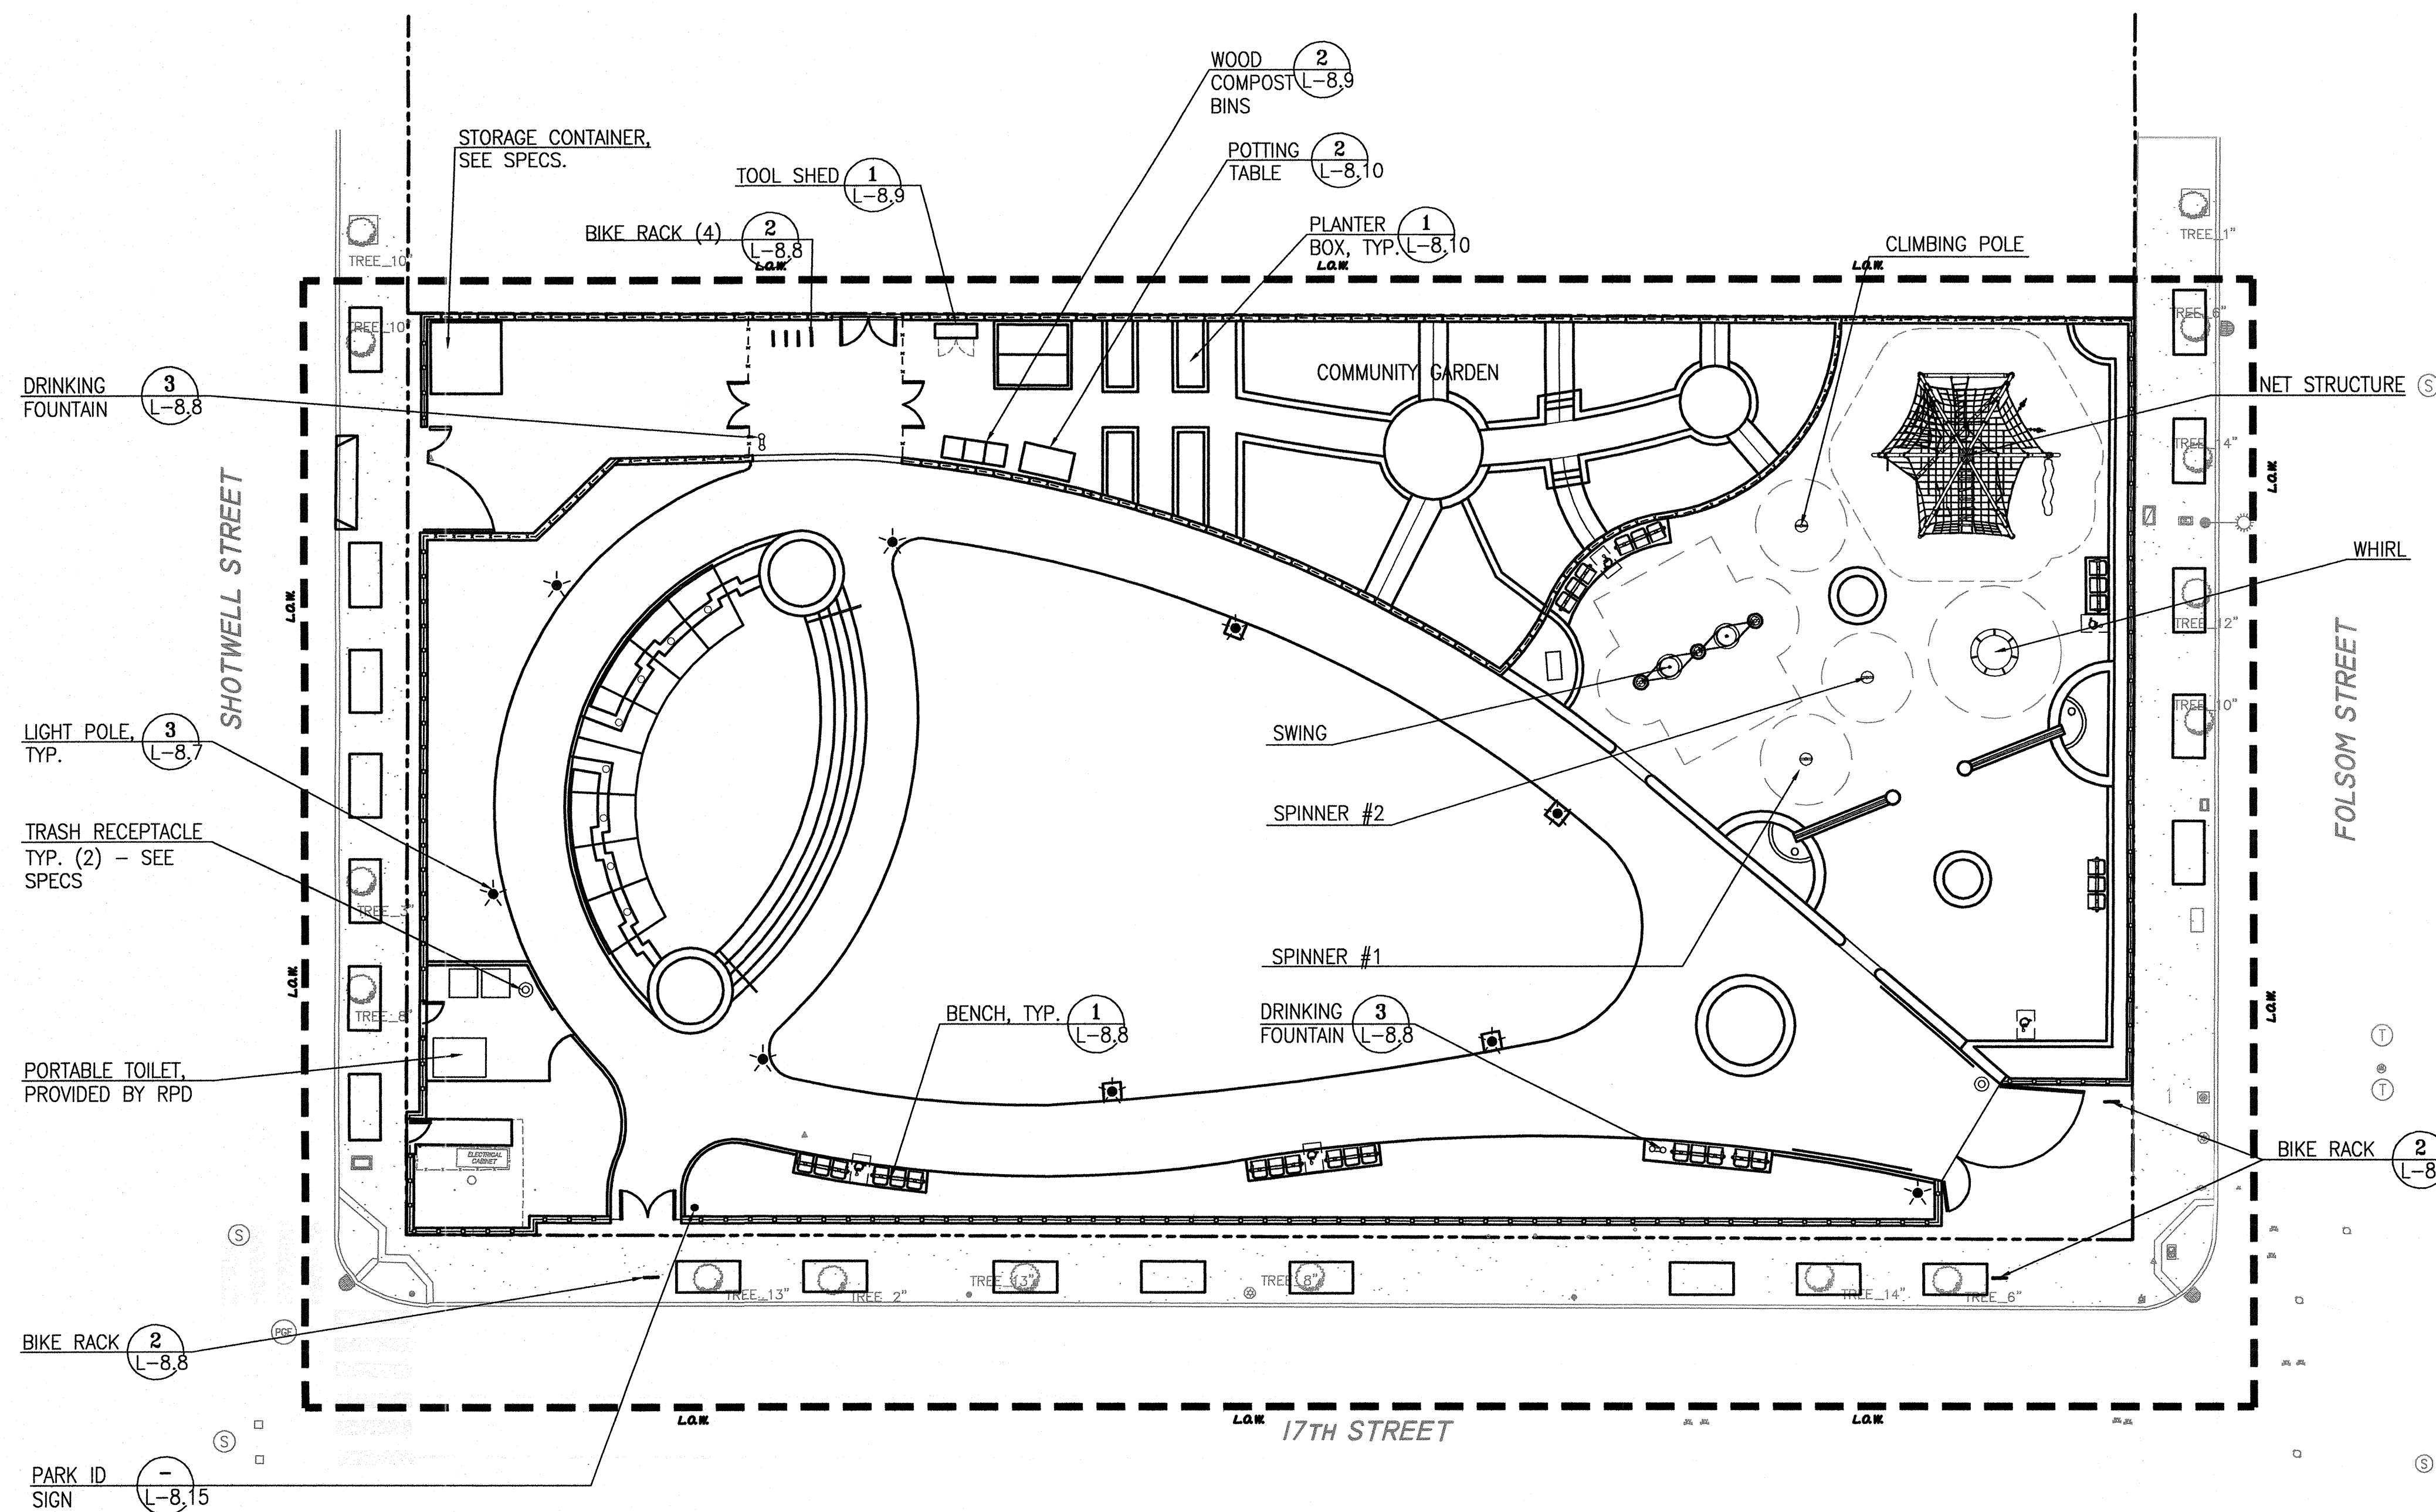 WOOD
COMPOST
BINS
2
L-8.9
STORAGE CONTAINER,
SEE SPECS.
POTTING
TABLE
2
L-8.10
TOOL SHED
1
L-8.9
BIKE RACK (4)
2
L-8.8
PLANTER
BOX, TYP.
1
L-8.10
CLIMBING POLE
TREE_10"
TREE_1"
L.O.W.
L.O.W.
L.O.W.
TREE_10"
TREE_6"
COMMUNITY GARDEN
DRINKING
FOUNTAIN
3
L-8.8
NET STRUCTURE
S
TREE_14"
L.O.W.
SHOTWELL STREET
WHIRL
L.O.W.
TREE_12"
FOLSOM STREET
TREE_10"
LIGHT POLE,
TYP.
3
L-8.7
SWING
SPINNER #2
TRASH RECEPTACLE
TYP. (2) – SEE
SPECS
TREE_3"
SPINNER #1
L.O.W.
L.O.W.
TREE_8"
BENCH, TYP.
1
L-8.8
DRINKING
FOUNTAIN
3
L-8.8
T
T
PORTABLE TOILET,
PROVIDED BY RPD
ELECTRICAL
CABINET
BIKE RACK
2
L-8
S
TREE_13"
TREE_2"
TREE_13"
TREE_8"
TREE_14"
TREE_6"
PGE
BIKE RACK
2
L-8.8
L.O.W.
L.O.W.
L.O.W.
17TH STREET
S
S
PARK ID
SIGN
–
L-8.15